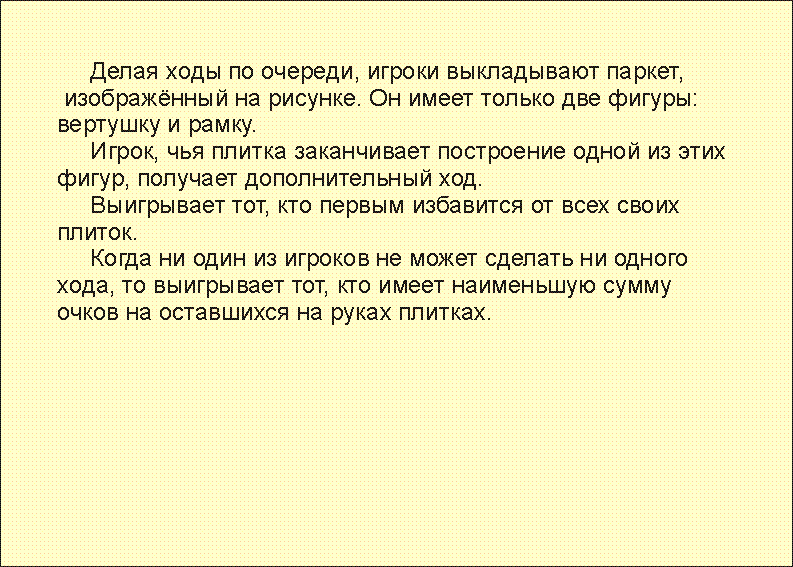 Делая ходы по очереди, игроки выкладывают паркет,
изображённый на рисунке. Он имеет только две фигуры:
вертушку и рамку.
Игрок, чья плитка заканчивает построение одной из этих
фигур, получает дополнительный ход.
Выигрывает тот, кто первым избавится от всех своих
плиток.
Когда ни один из игроков не может сделать ни одного
хода, то выигрывает тот, кто имеет наименьшую сумму
очков на оставшихся на руках плитках.